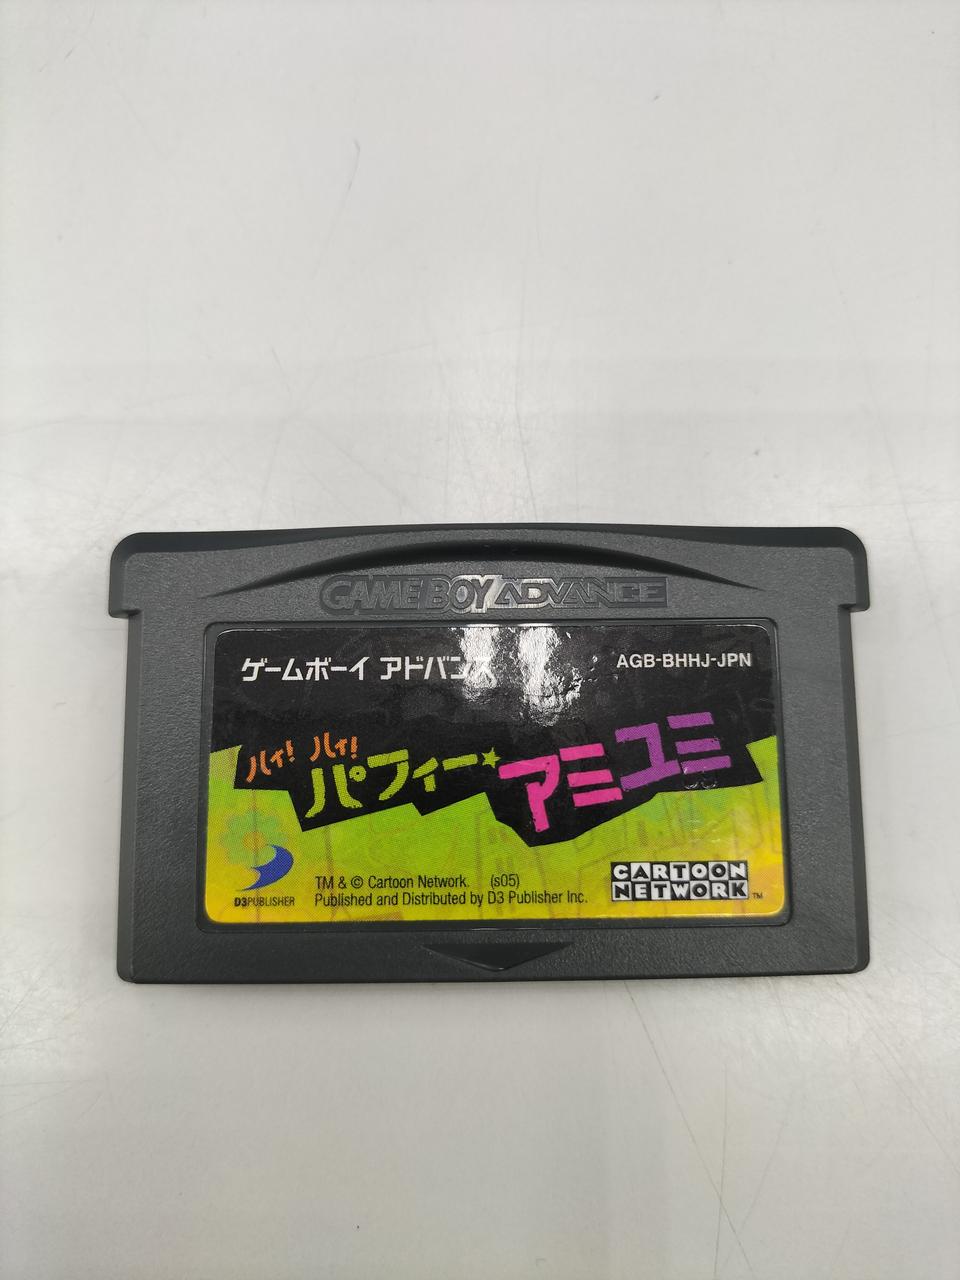 GAME BOY ADVANCE
ゲームボーイ アドバンス
AGB-BHHJ-JPN
ハイ! ハイ!
パフィー★アミユミ
D3PUBLISHER
TM & © Cartoon Network. (s05)
Published and Distributed by D3 Publisher Inc.
CARTOON
NETWORK™